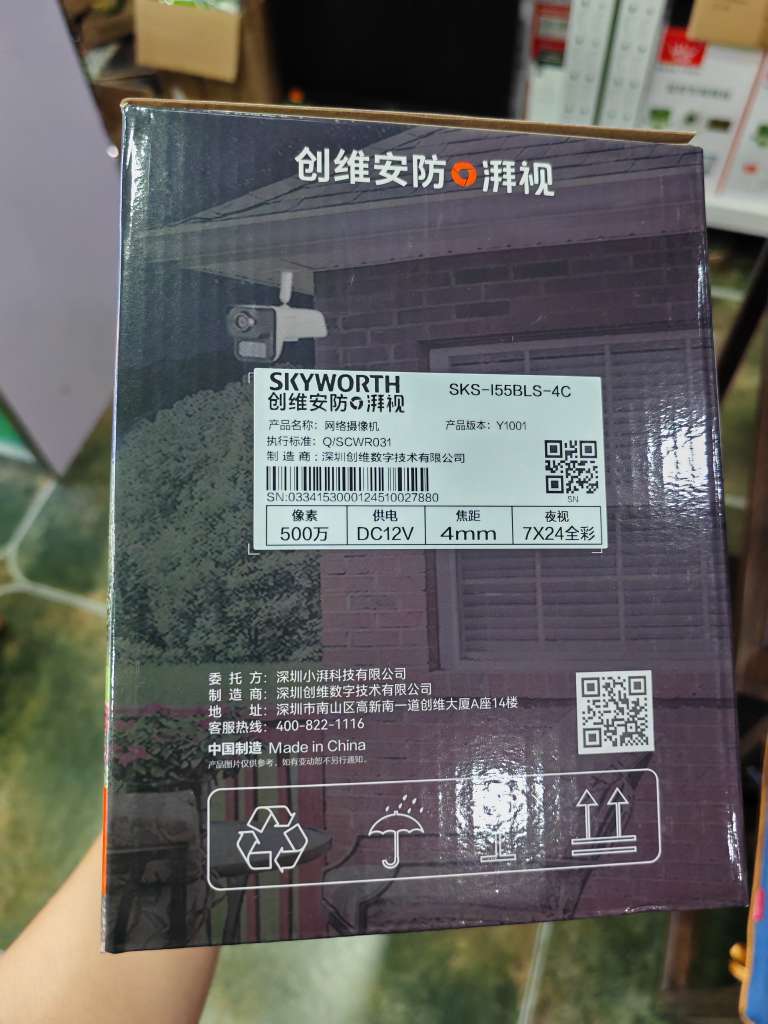 创维安防 湃视
SKYWORTH
创维安防 湃视
SKS-I55BLS-4C
产品名称：网络摄像机
产品版本：Y1001
执行标准：Q/SCWR031
制 造 商：深圳创维数字技术有限公司
SN:0334153000124510027880
SN
像素 供电 焦距 夜视
500万 DC12V 4mm 7X24全彩
委 托 方：深圳小湃科技有限公司
制 造 商：深圳创维数字技术有限公司
地 址：深圳市南山区高新南一道创维大厦A座14楼
客服热线：400-822-1116
中国制造 Made in China
产品图片仅供参考，如有变动恕不另行通知。